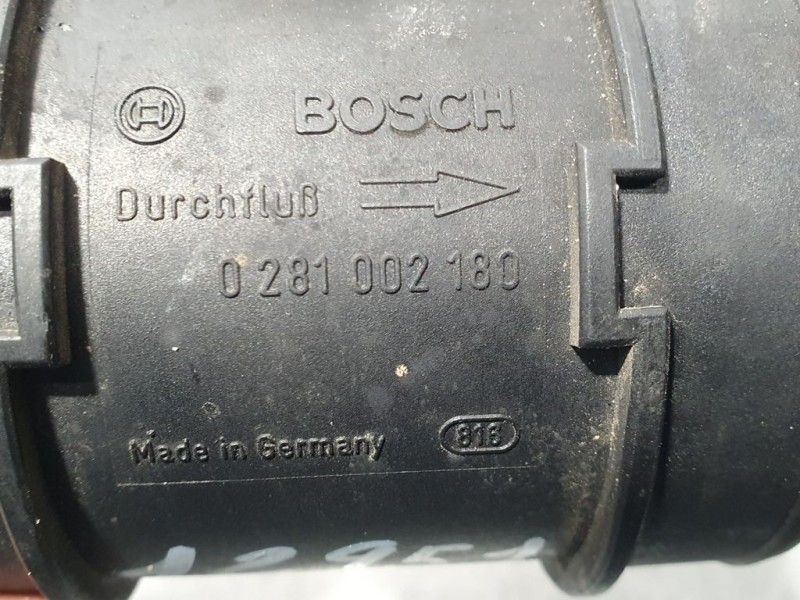 BOSCH
Durchfluß
0 281 002 180
Made in Germany
816